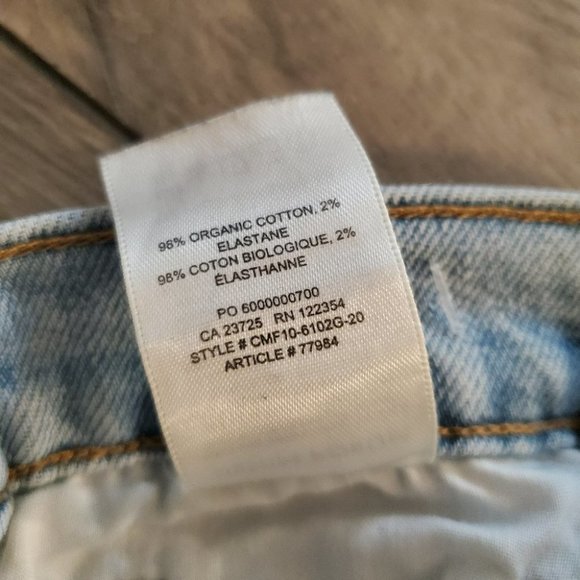 98% ORGANIC COTTON, 2%
ELASTANE
98% COTON BIOLOGIQUE, 2%
ÉLASTHANNE
PO 6000000700
CA 23725 RN 122354
STYLE # CMF10-6102G-20
ARTICLE # 77984